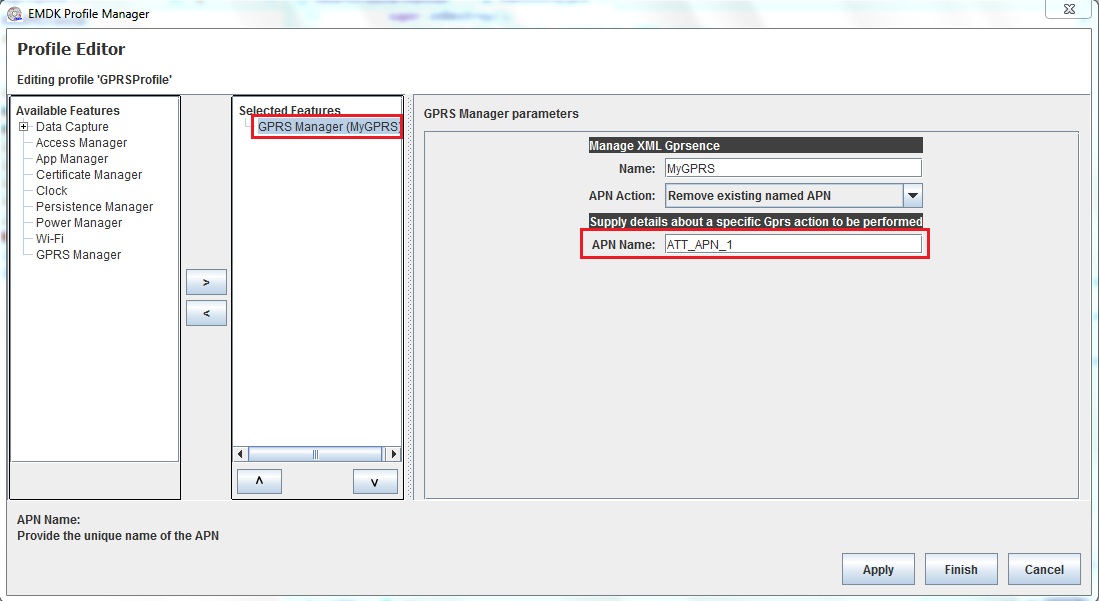 EMDK Profile Manager
Profile Editor
Editing profile 'GPRSProfile'
Available Features
Data Capture
Access Manager
App Manager
Certificate Manager
Clock
Persistence Manager
Power Manager
Wi-Fi
GPRS Manager
>
<
Selected Features
GPRS Manager (MyGPRS)
^
v
GPRS Manager parameters
Manage XML Gprsence
Name: MyGPRS
APN Action: Remove existing named APN
Supply details about a specific Gprs action to be performed
APN Name: ATT_APN_1
APN Name:
Provide the unique name of the APN
Apply Finish Cancel